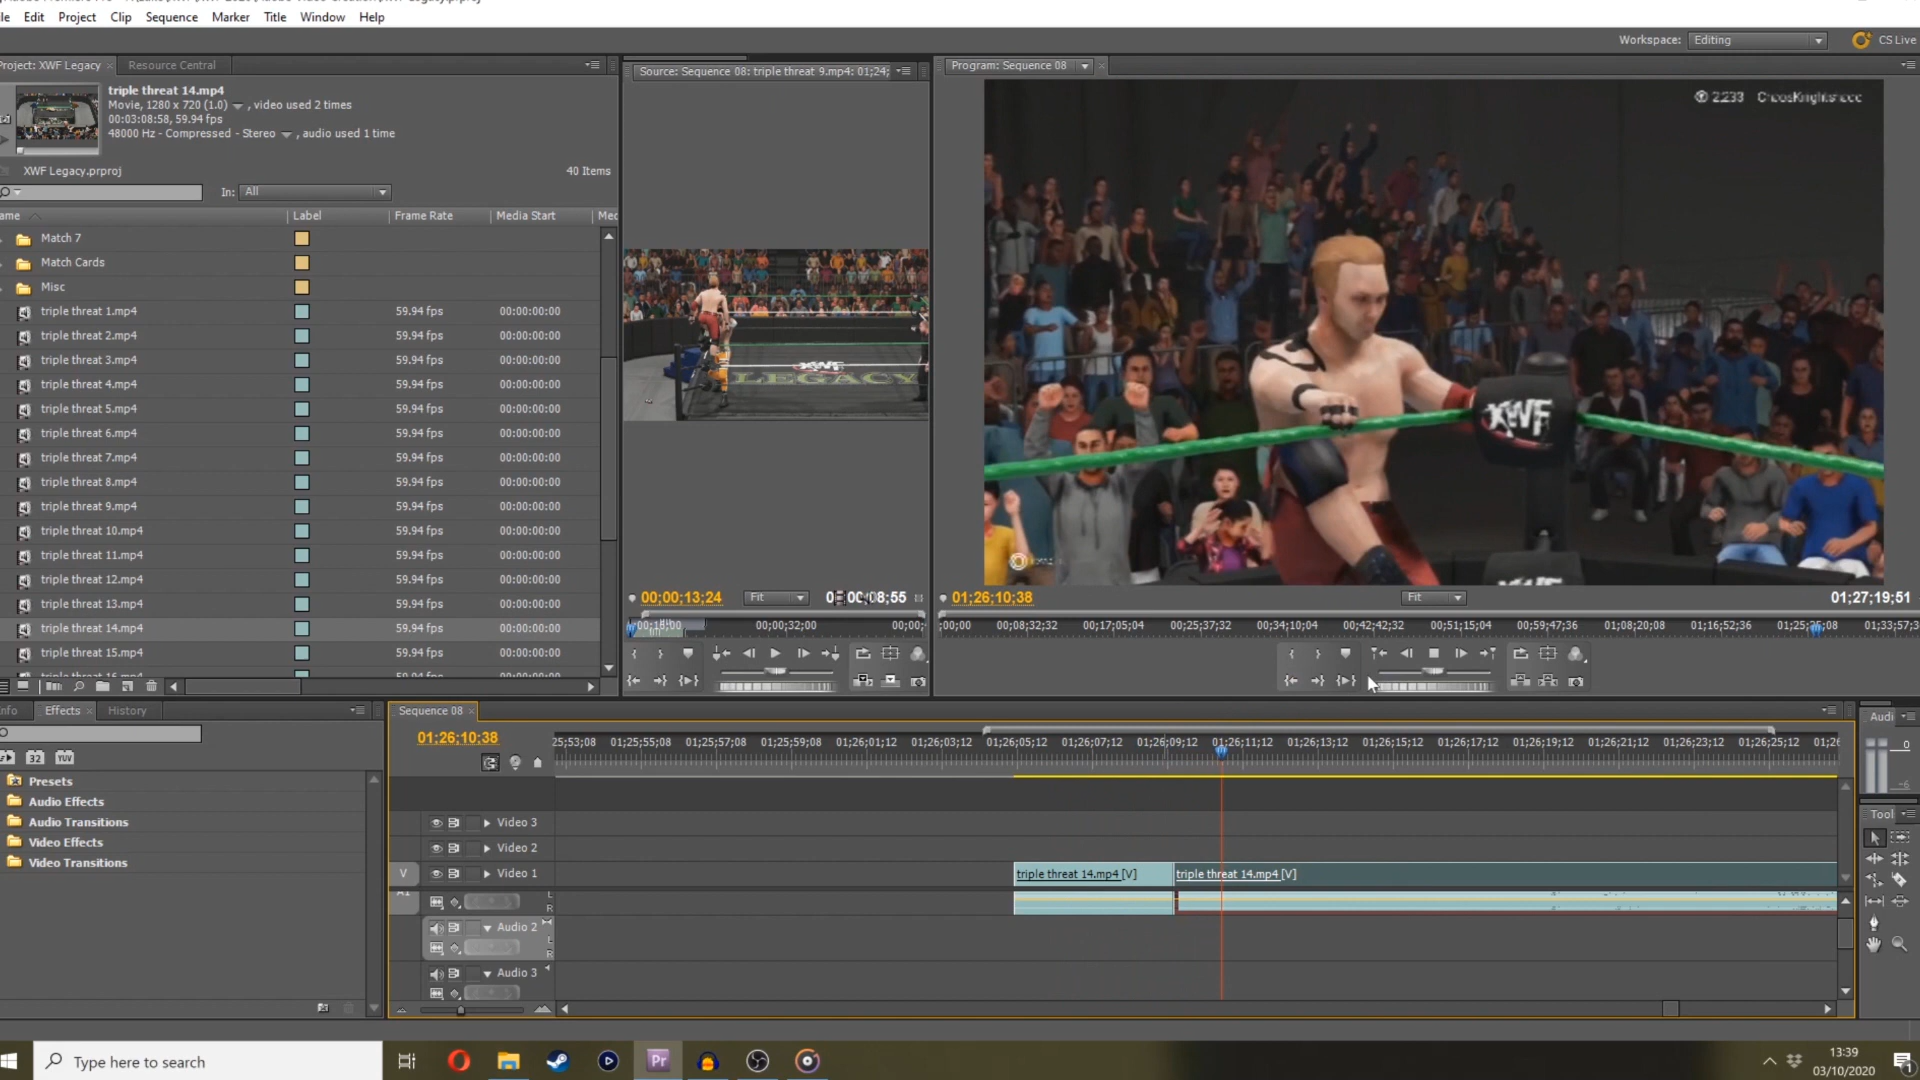 Edit Project Clip Sequence Marker Title Window Help
Workspace: Editing
CS Live
Project: XWF Legacy × Resource Central
triple threat 14.mp4
Movie, 1280 x 720 (1.0) , video used 2 times
00:03:08:58, 59.94 fps
48000 Hz - Compressed - Stereo , audio used 1 time
XWF Legacy.prproj 40 Items
In: All
Label Frame Rate Media Start
Match 7
Match Cards
Misc
triple threat 1.mp4 59.94 fps 00:00:00:00
triple threat 2.mp4 59.94 fps 00:00:00:00
triple threat 3.mp4 59.94 fps 00:00:00:00
triple threat 4.mp4 59.94 fps 00:00:00:00
triple threat 5.mp4 59.94 fps 00:00:00:00
triple threat 6.mp4 59.94 fps 00:00:00:00
triple threat 7.mp4 59.94 fps 00:00:00:00
triple threat 8.mp4 59.94 fps 00:00:00:00
triple threat 9.mp4 59.94 fps 00:00:00:00
triple threat 10.mp4 59.94 fps 00:00:00:00
triple threat 11.mp4 59.94 fps 00:00:00:00
triple threat 12.mp4 59.94 fps 00:00:00:00
triple threat 13.mp4 59.94 fps 00:00:00:00
triple threat 14.mp4 59.94 fps 00:00:00:00
triple threat 15.mp4 59.94 fps 00:00:00:00
Source: Sequence 08: triple threat 9.mp4: 01;24;
XWF
LEGACY
00;00;13;24 Fit
00;00;32;00 00;00;
Program: Sequence 08
2,233
XWF
01;26;10;38 Fit 01;27;19;51
;00;00 00;08;32;32 00;17;05;04 00;25;37;32 00;34;10;04 00;42;42;32 00;51;15;04 00;59;47;36 01;08;20;08 01;16;52;36 01;33;57;3
Effects × History
32 YUV
Presets
Audio Effects
Audio Transitions
Video Effects
Video Transitions
Sequence 08 ×
01;26;10;38
25;53;08 01;25;55;08 01;25;57;08 01;25;59;08 01;26;01;12 01;26;03;12 01;26;05;12 01;26;07;12 01;26;09;12 01;26;11;12 01;26;13;12 01;26;15;12 01;26;17;12 01;26;19;12 01;26;21;12 01;26;23;12 01;26;25;12 01;26
Video 3
Video 2
V Video 1 triple threat 14.mp4 [V] triple threat 14.mp4 [V]
A1 L
R
Audio 2
L
R
Audio 3
Audi
0
-6
Tool
Type here to search
Pr
13:39
03/10/2020
1